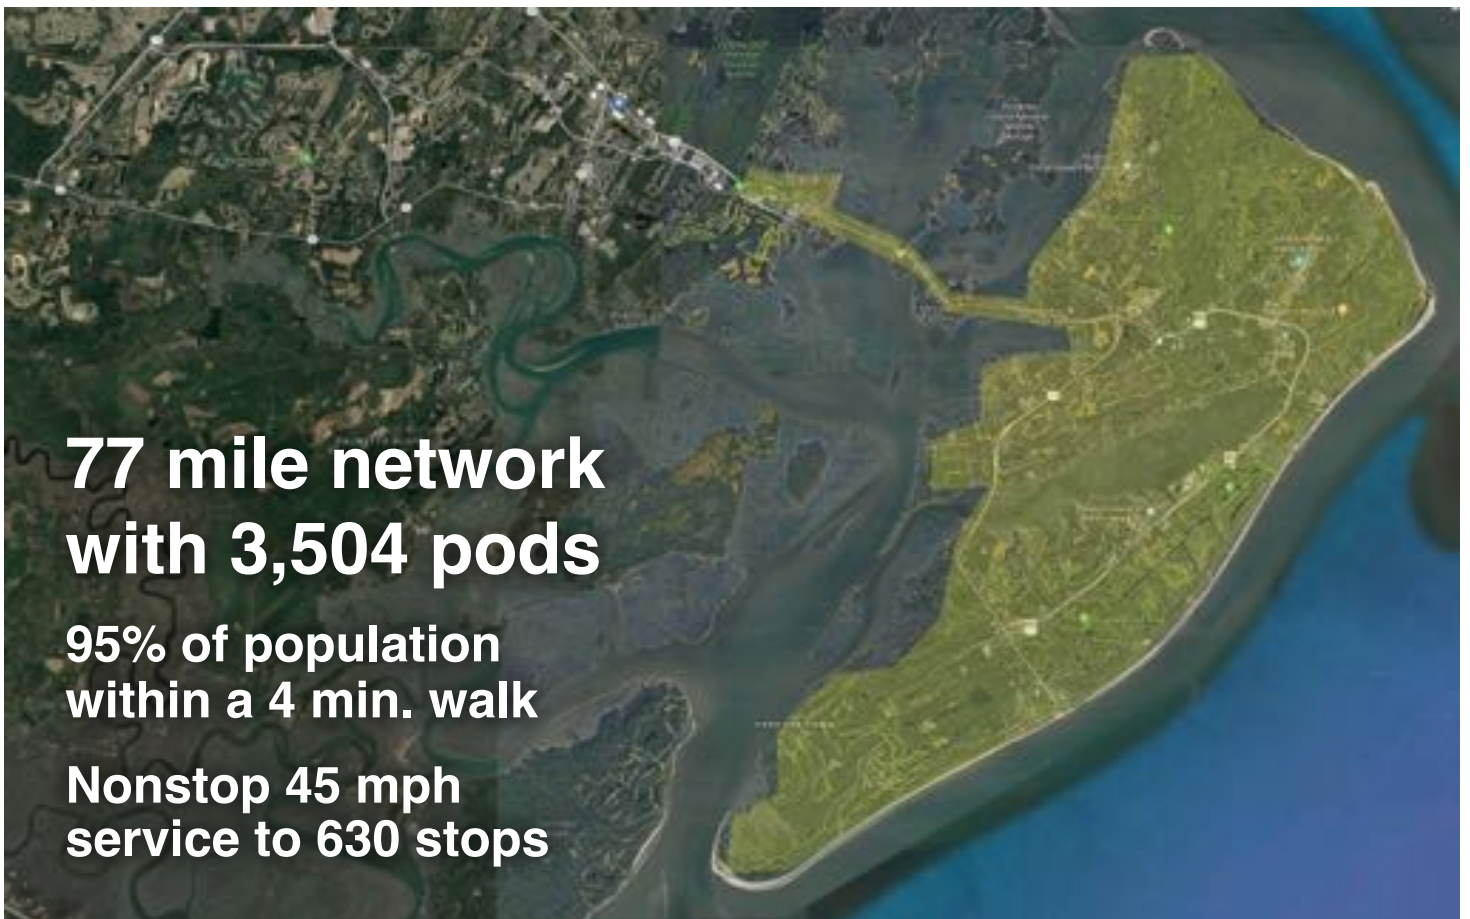 77 mile network
with 3,504 pods
95% of population
within a 4 min. walk
Nonstop 45 mph
service to 630 stops